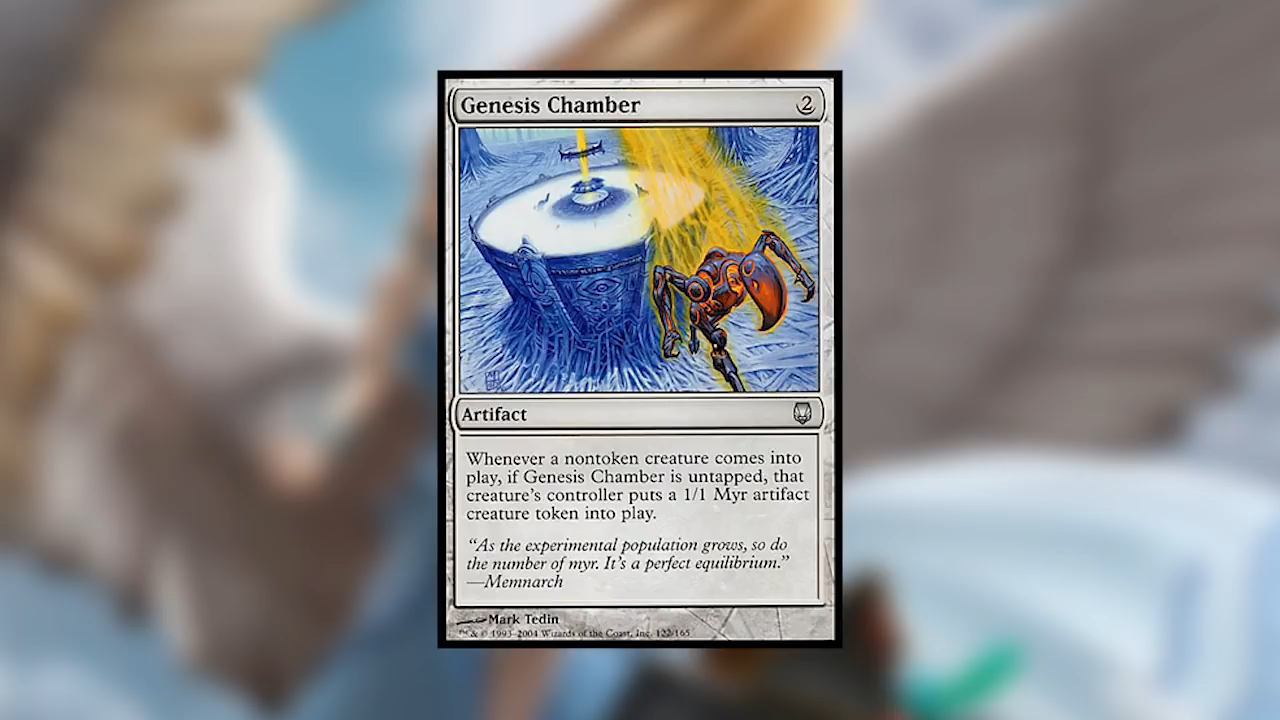 Genesis Chamber 2
Artifact
Whenever a nontoken creature comes into
play, if Genesis Chamber is untapped, that
creature's controller puts a 1/1 Myr artifact
creature token into play.
“As the experimental population grows, so do
the number of myr. It's a perfect equilibrium.”
—Memnarch
Mark Tedin
™ & © 1993–2004 Wizards of the Coast, Inc. 122/165